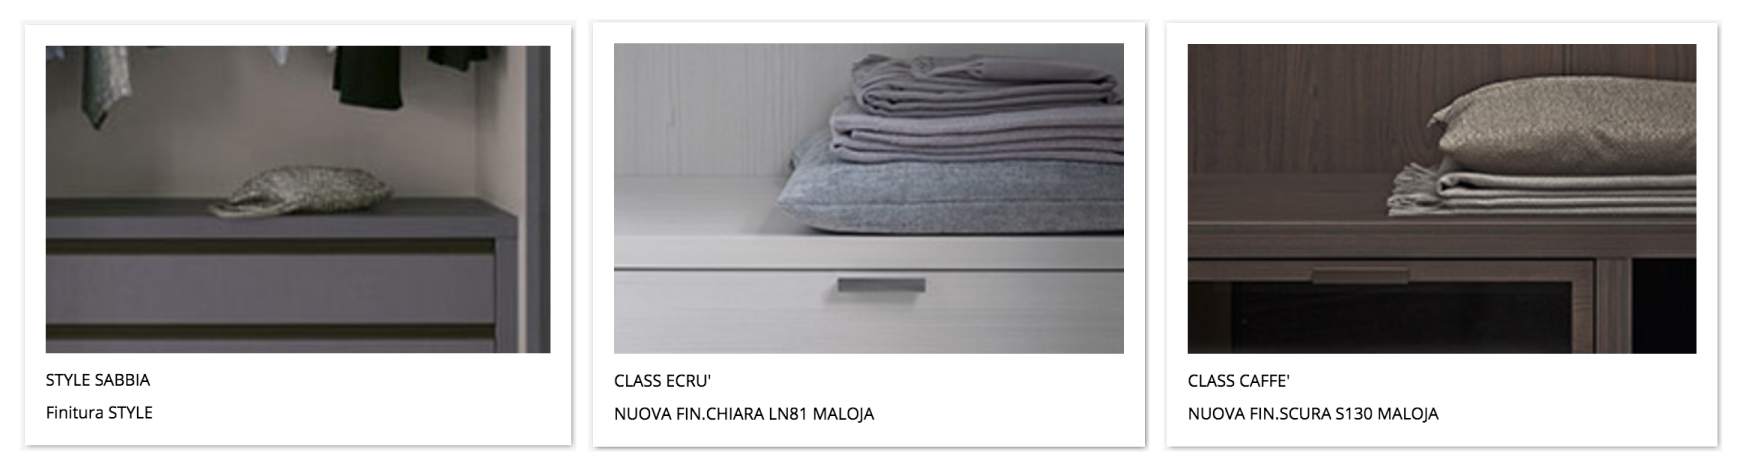 STYLE SABBIA
Finitura STYLE
CLASS ECRU'
NUOVA FIN.CHIARA LN81 MALOJA
CLASS CAFFE'
NUOVA FIN.SCURA S130 MALOJA